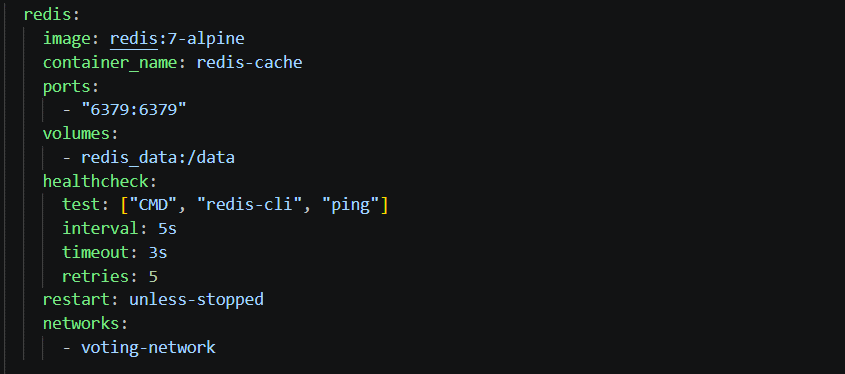 redis:
  image: redis:7-alpine
  container_name: redis-cache
  ports:
    - "6379:6379"
  volumes:
    - redis_data:/data
  healthcheck:
    test: ["CMD", "redis-cli", "ping"]
    interval: 5s
    timeout: 3s
    retries: 5
  restart: unless-stopped
  networks:
    - voting-network